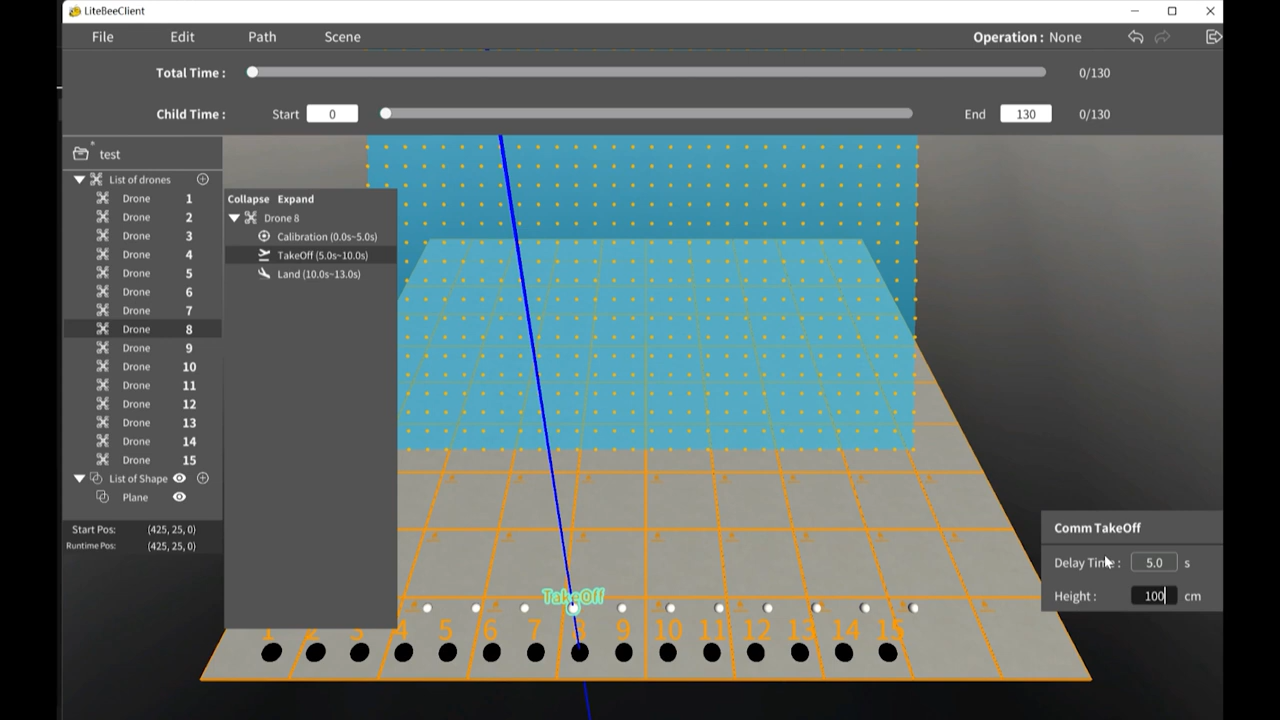 LiteBeeClient
File Edit Path Scene Operation : None
Total Time : 0/130
Child Time : Start 0 End 130 0/130
test
List of drones
Drone 1
Drone 2
Drone 3
Drone 4
Drone 5
Drone 6
Drone 7
Drone 8
Drone 9
Drone 10
Drone 11
Drone 12
Drone 13
Drone 14
Drone 15
List of Shape
Plane
Start Pos: (425, 25, 0)
Runtime Pos: (425, 25, 0)
Collapse Expand
Drone 8
Calibration (0.0s~5.0s)
TakeOff (5.0s~10.0s)
Land (10.0s~13.0s)
TakeOff
1 2 3 4 5 6 7 8 9 10 11 12 13 14 15
Comm TakeOff
Delay Time : 5.0 s
Height : 100 cm